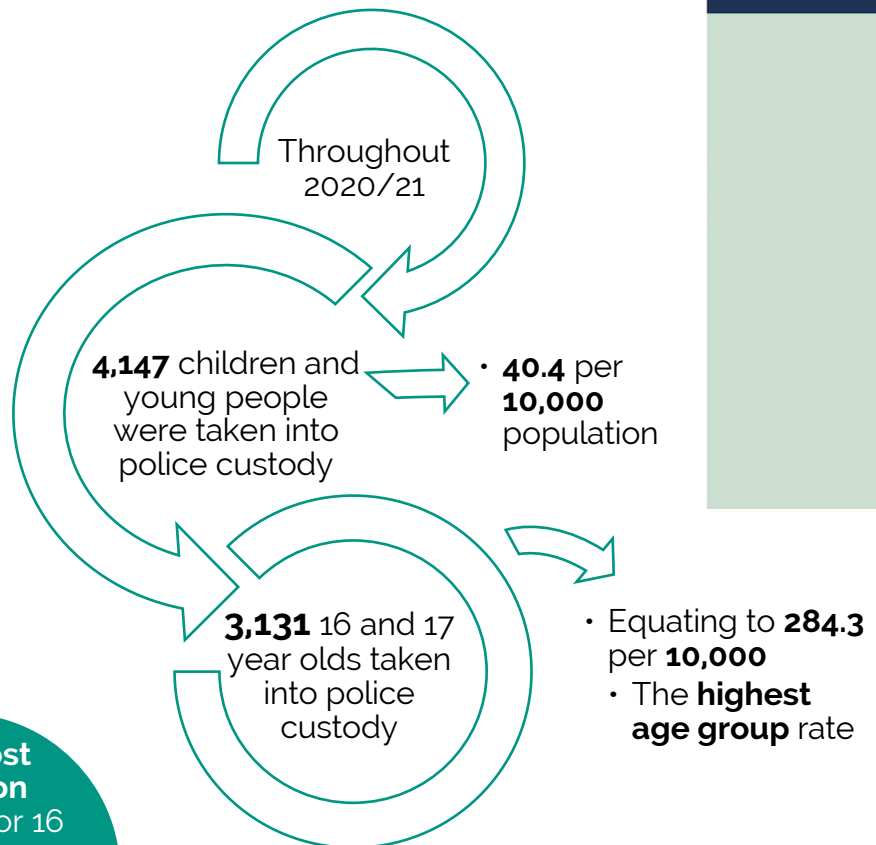 Throughout
2020/21
4,147 children and
young people
were taken into
police custody
• 40.4 per
10,000
population
3,131 16 and 17
year olds taken
into police
custody
• Equating to 284.3
per 10,000
• The highest
age group rate
or 16